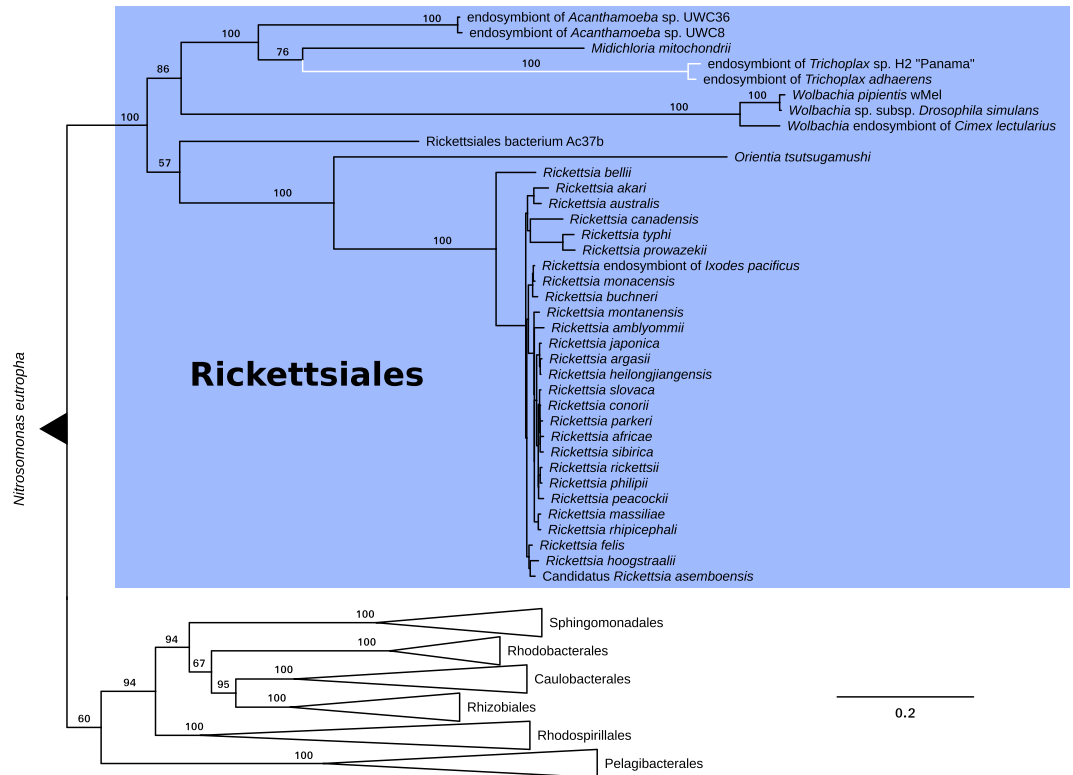 100
100
endosymbiont of Acanthamoeba sp. UWC36
endosymbiont of Acanthamoeba sp. UWC8
76
Midichloria mitochondrii
86
100
endosymbiont of Trichoplax sp. H2 "Panama"
endosymbiont of Trichoplax adhaerens
100
100
100
Wolbachia pipientis wMel
Wolbachia sp. subsp. Drosophila simulans
Wolbachia endosymbiont of Cimex lectularius
Rickettsiales bacterium Ac37b
57
Orientia tsutsugamushi
100
Rickettsia bellii
Rickettsia akari
Rickettsia australis
Rickettsia canadensis
Rickettsia typhi
100
Rickettsia prowazekii
Rickettsia endosymbiont of Ixodes pacificus
Rickettsia monacensis
Rickettsia buchneri
Rickettsia montanensis
Rickettsia amblyommii
Rickettsia japonica
Rickettsia argasii
Rickettsia heilongjiangensis
Rickettsiales
Rickettsia slovaca
Rickettsia conorii
Rickettsia parkeri
Nitrosomonas eutropha
Rickettsia africae
Rickettsia sibirica
Rickettsia rickettsii
Rickettsia philipii
Rickettsia peacockii
Rickettsia massiliae
Rickettsia rhipicephali
Rickettsia felis
Rickettsia hoogstraalii
Candidatus Rickettsia asemboensis
100
Sphingomonadales
94
100
Rhodobacterales
67
100
Caulobacterales
95
94
100
Rhizobiales
60
100
Rhodospirillales
100
Pelagibacterales
0.2